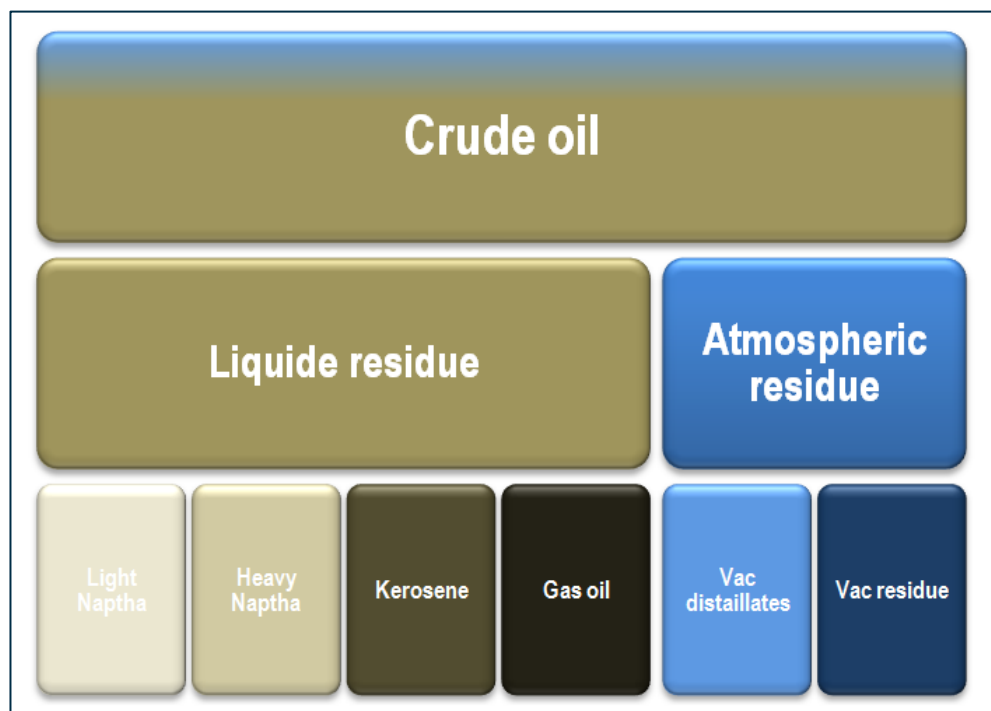 Crude oil
Liquide residue
Atmospheric
residue
Light
Naptha
Heavy
Naptha
Kerosene
Gas oil
Vac
distaillates
Vac residue